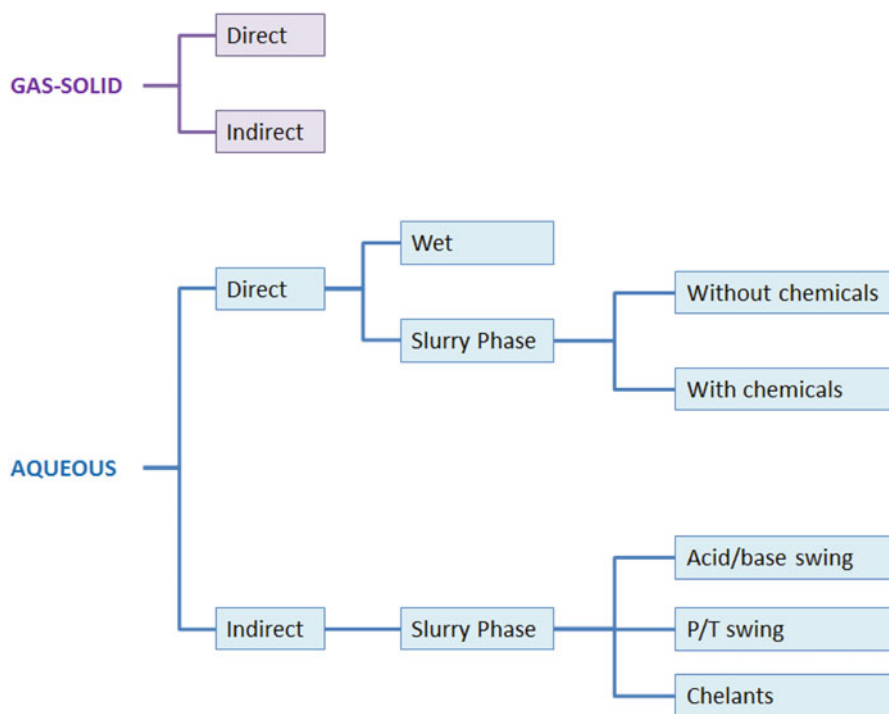 Direct
GAS-SOLID
Indirect
Wet
Direct
Without chemicals
Slurry Phase
With chemicals
AQUEOUS
Acid/base swing
Indirect
Slurry Phase
P/T swing
Chelants